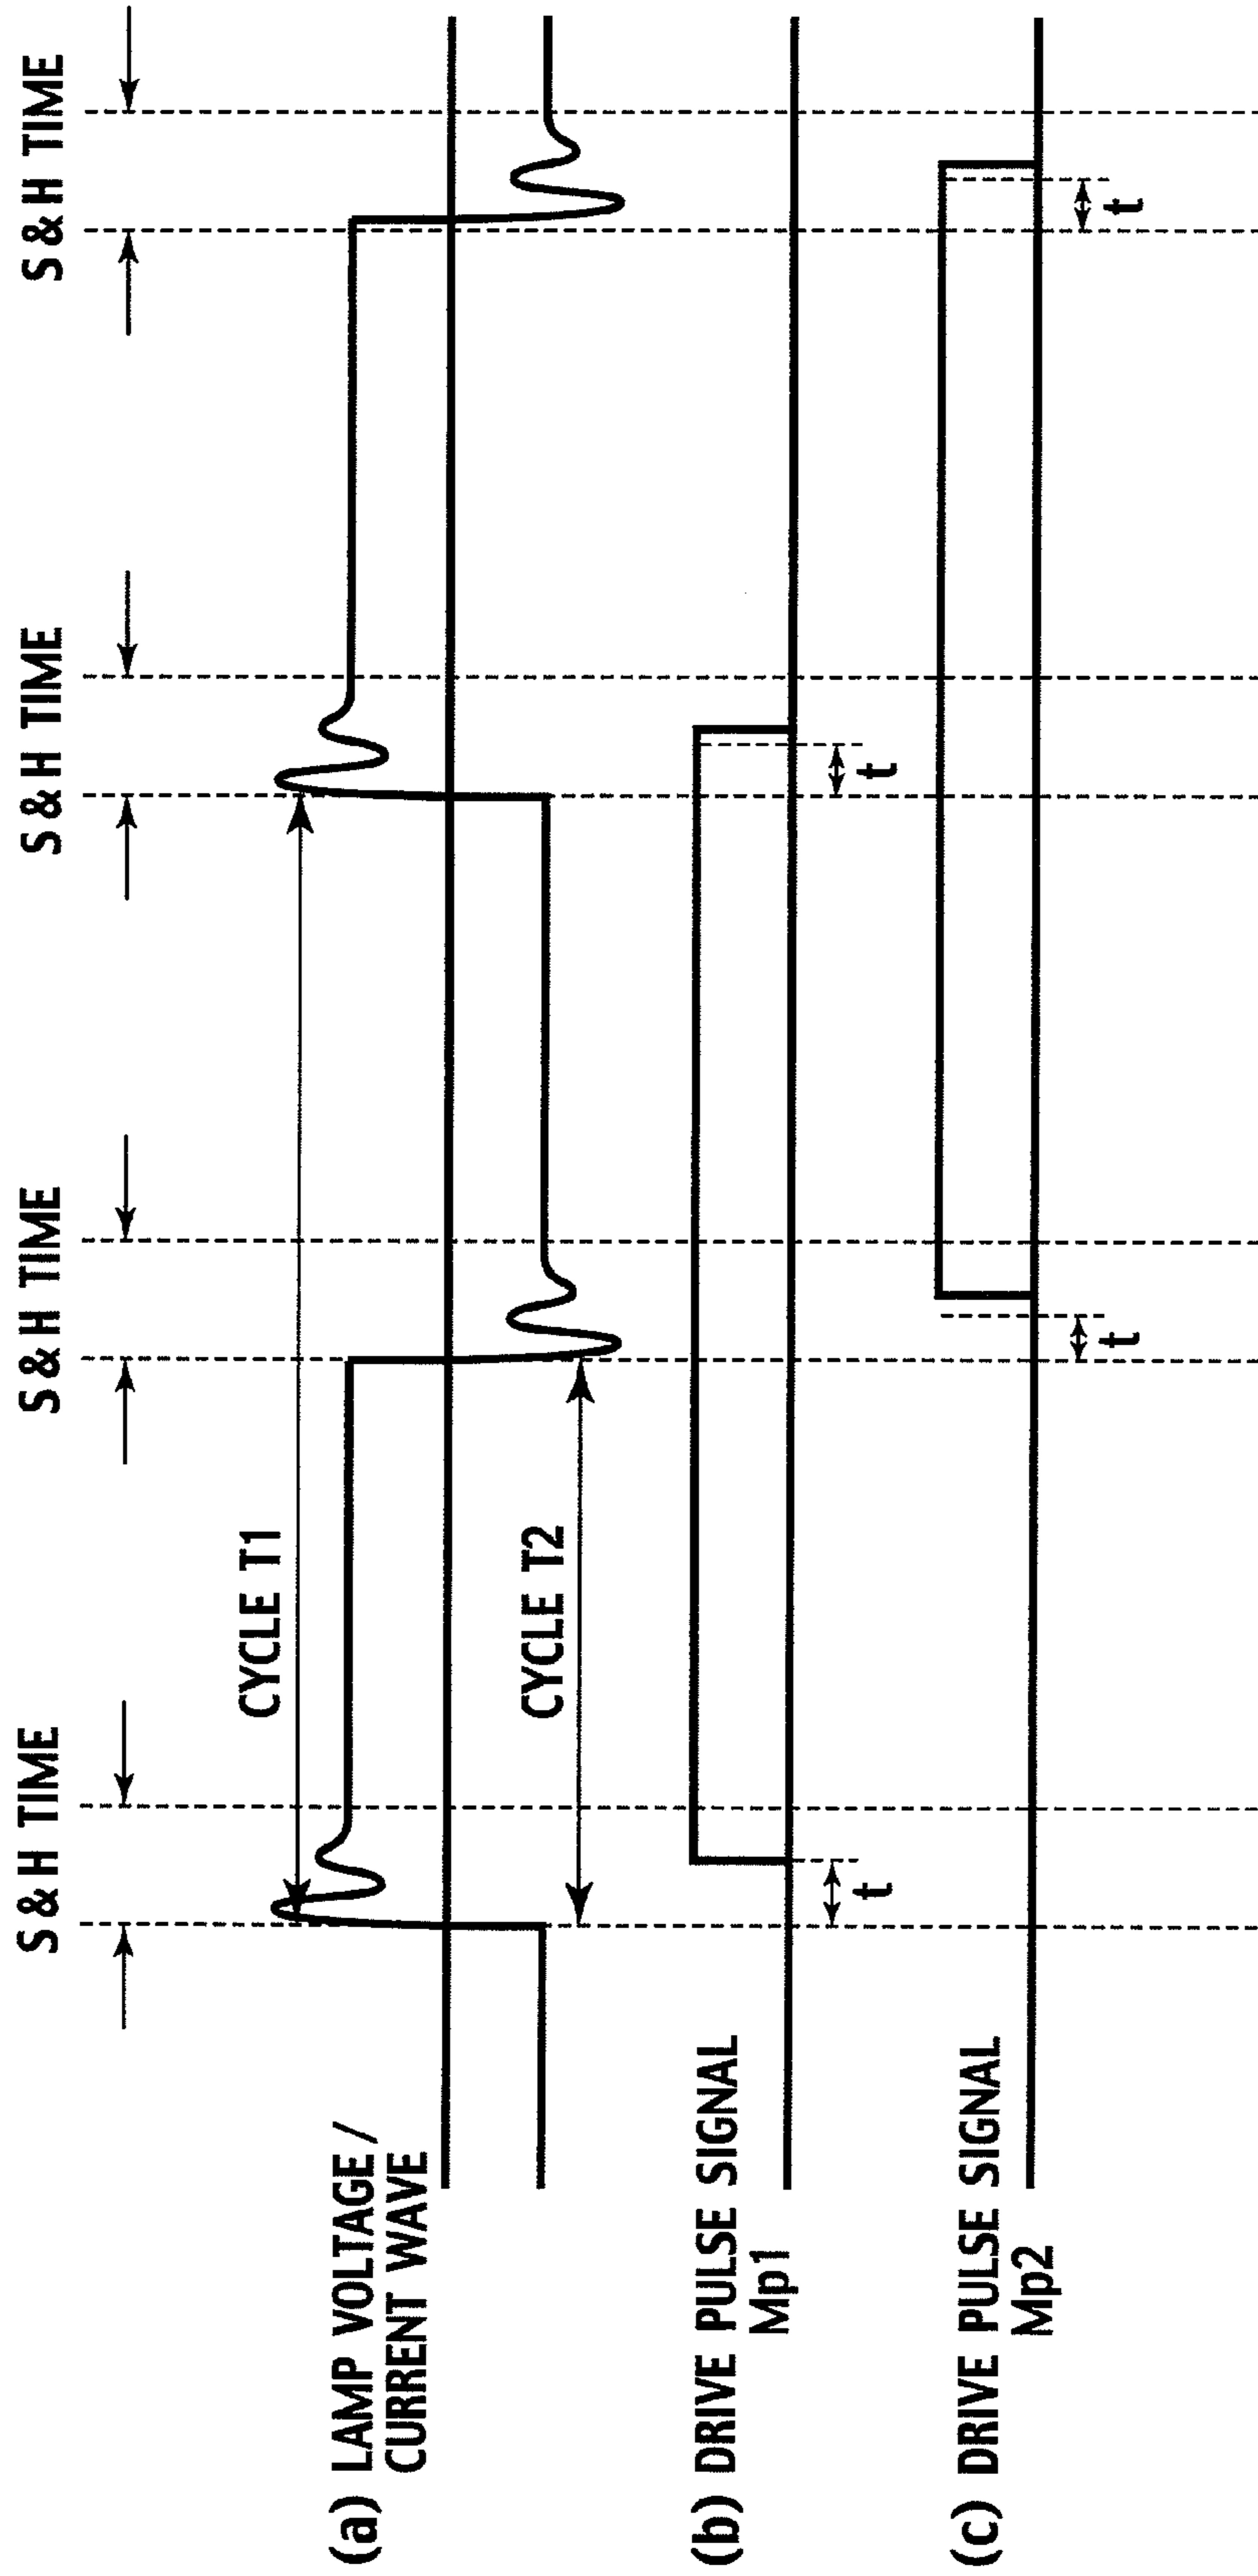 S&H TIME
S&H TIME
S&H TIME
S&H TIME
CYCLE T1
(a) LAMP VOLTAGE /
CURRENT WAVE
CYCLE T2
(b) DRIVE PULSE SIGNAL
Mp1
t
t
(c) DRIVE PULSE SIGNAL
Mp2
t
t